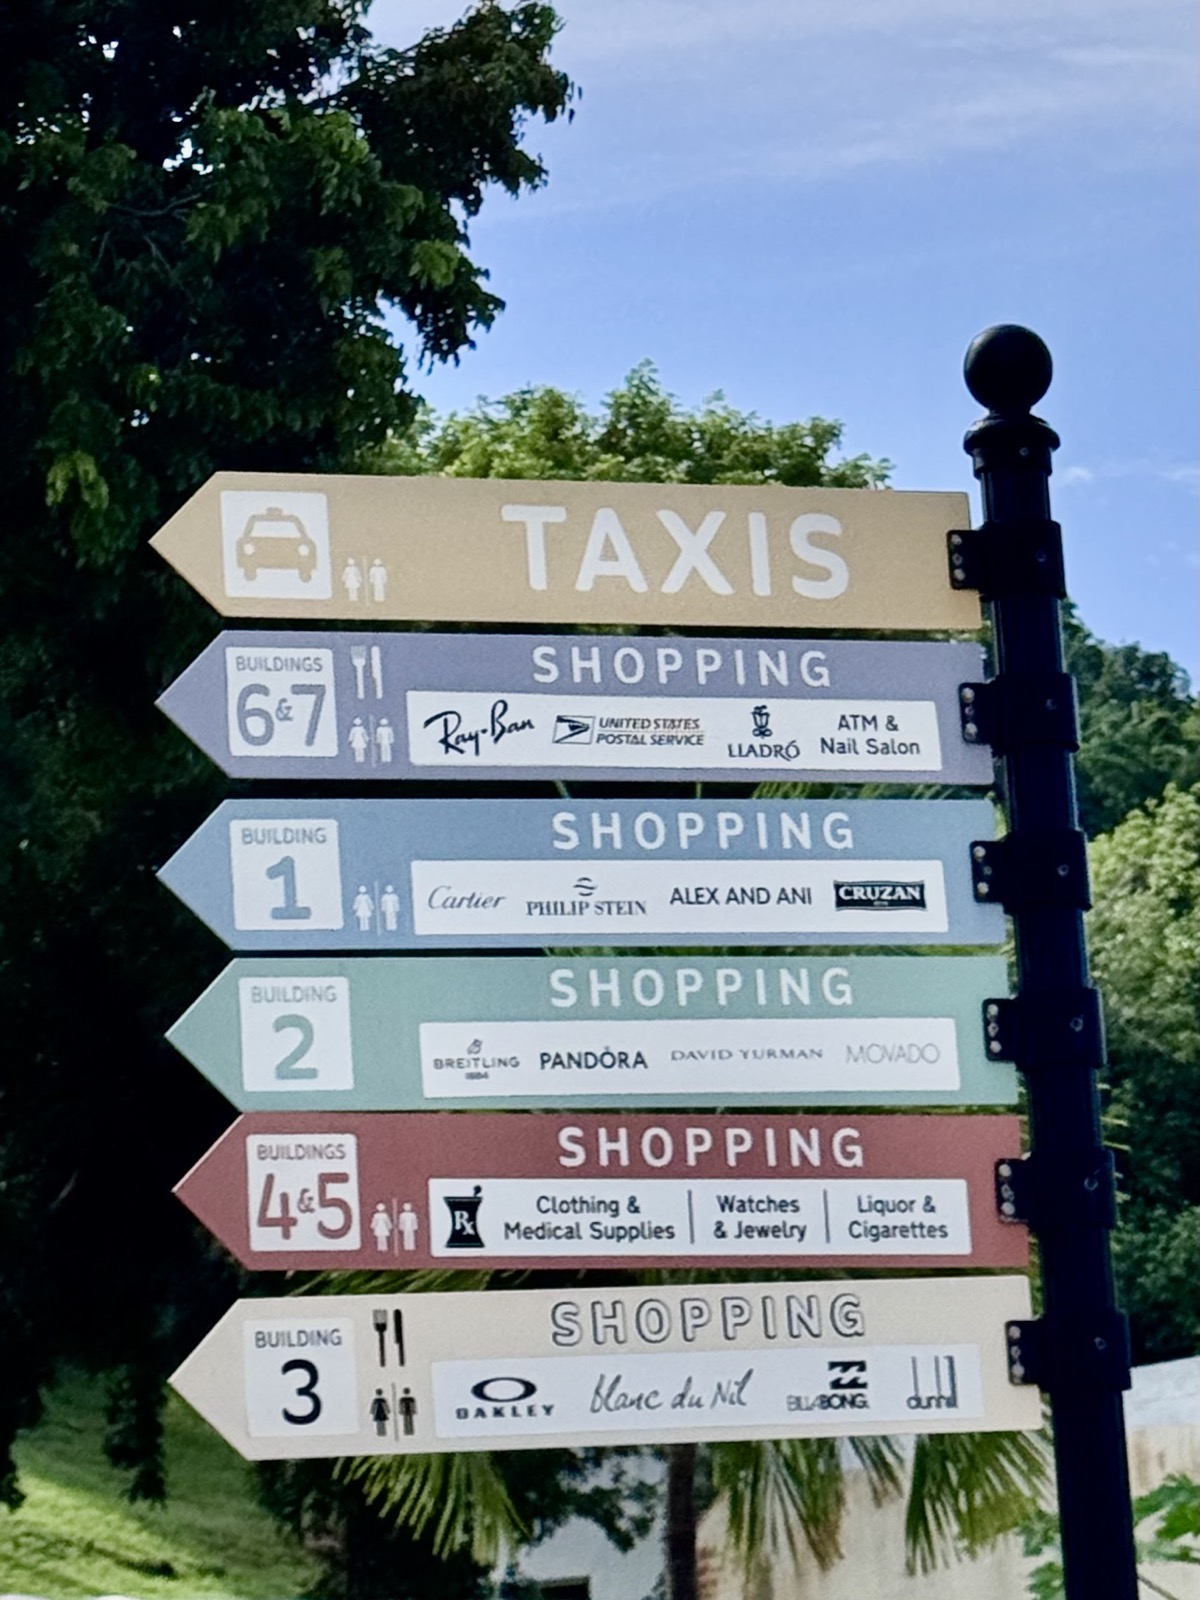 TAXIS
BUILDINGS
6&7
SHOPPING
Ray-Ban
UNITED STATES
POSTAL SERVICE
LLADRÓ
ATM &
Nail Salon
BUILDING
1
SHOPPING
Cartier
PHILIP STEIN
ALEX AND ANI
CRUZAN
BUILDING
2
SHOPPING
BREITLING
1884
PANDÖRA
DAVID YURMAN
MOVADO
BUILDINGS
4&5
SHOPPING
Rx
Clothing &
Medical Supplies
Watches
& Jewelry
Liquor &
Cigarettes
BUILDING
3
SHOPPING
OAKLEY
blanc du Nil
BILLABONG
dunhill